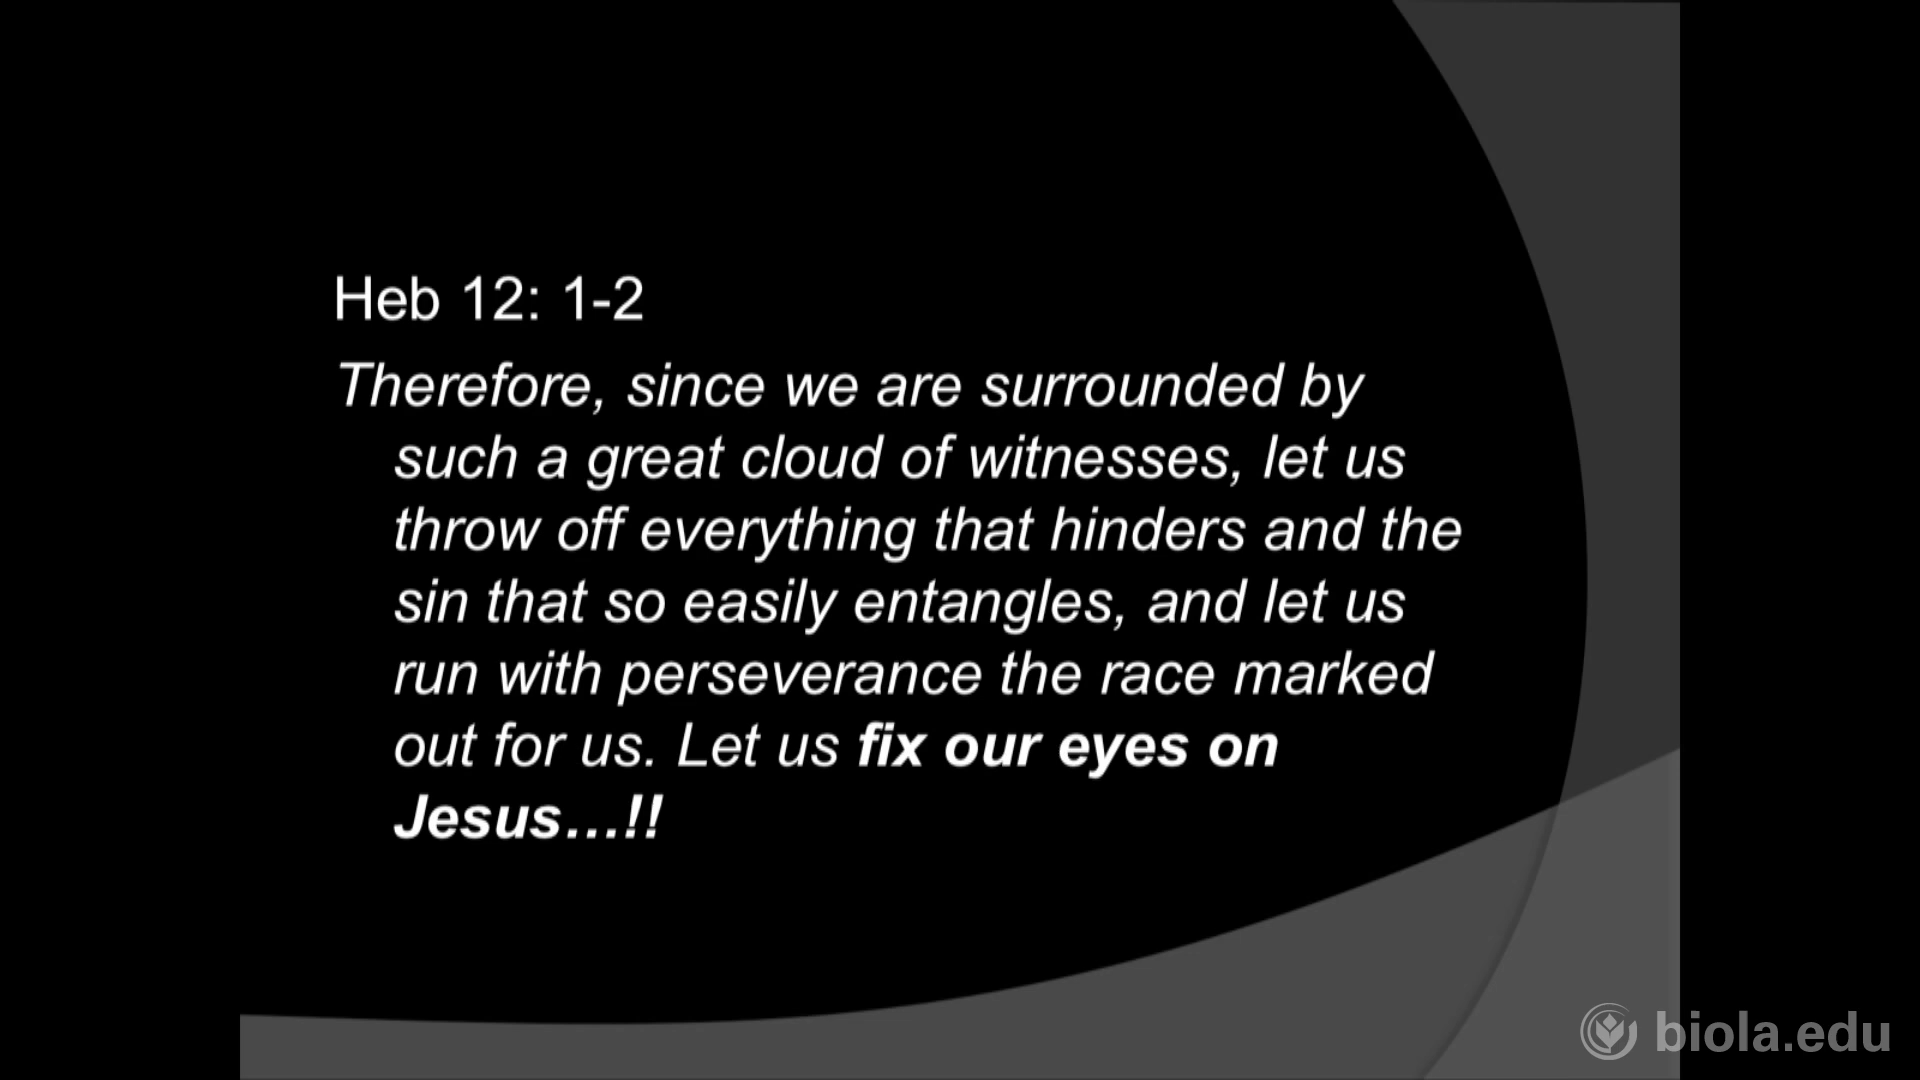 Heb 12: 1-2
Therefore, since we are surrounded by
such a great cloud of witnesses, let us
throw off everything that hinders and the
sin that so easily entangles, and let us
run with perseverance the race marked
out for us. Let us fix our eyes on
Jesus…!!
biola.edu